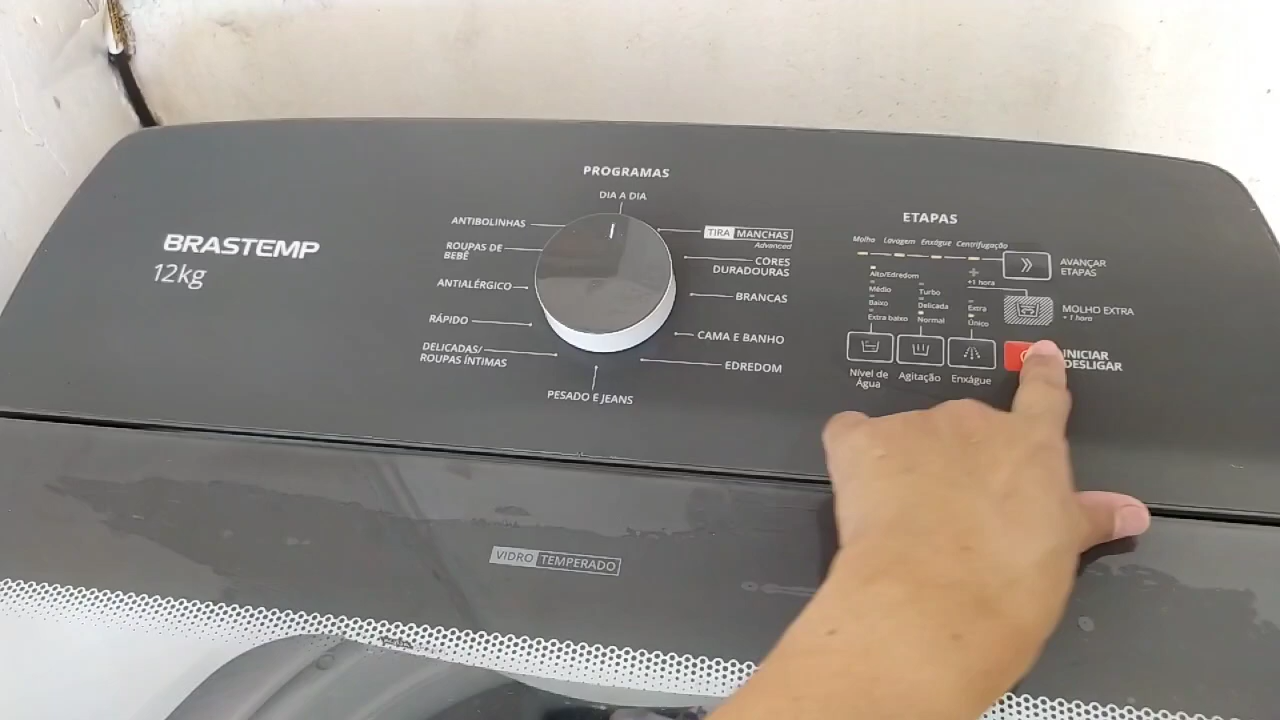 PROGRAMAS
DIA A DIA
ANTIBOLINHAS
ROUPAS DE
BEBÊ
ANTIALÉRGICO
RÁPIDO
DELICADAS/
ROUPAS ÍNTIMAS
PESADO E JEANS
TIRA MANCHAS
Advanced
CORES
DURADOURAS
BRANCAS
CAMA E BANHO
EDREDOM
BRASTEMP
12kg
ETAPAS
Molho Lavagem Enxágue Centrifugação
AVANÇAR
ETAPAS
+1 hora
Alto/Edredom
Médio
Baixo
Extra baixo
Turbo
Delicada
Normal
Extra
Único
MOLHO EXTRA
+ 1 hora
Nível de
Água
Agitação
Enxágue
INICIAR
DESLIGAR
VIDRO TEMPERADO